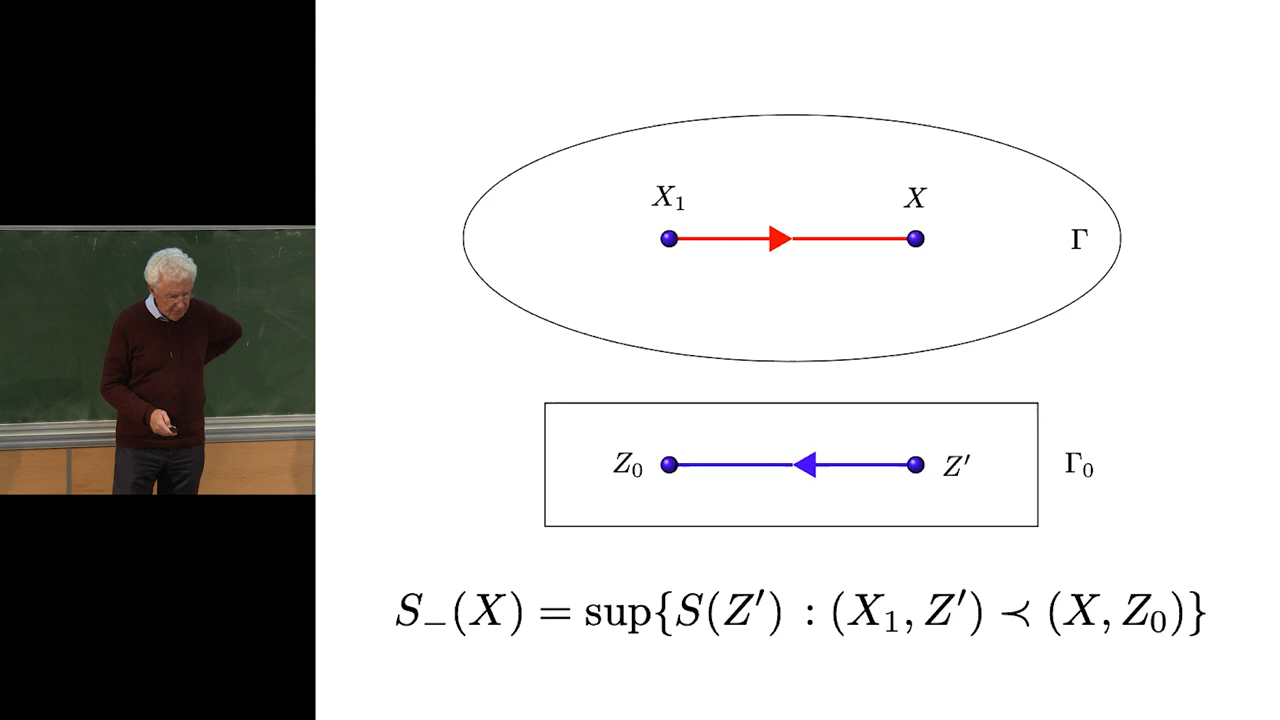 X₁ X
Γ
Z₀ Z′ Γ₀
S₋(X) = sup{S(Z′) : (X₁, Z′) ≺ (X, Z₀)}